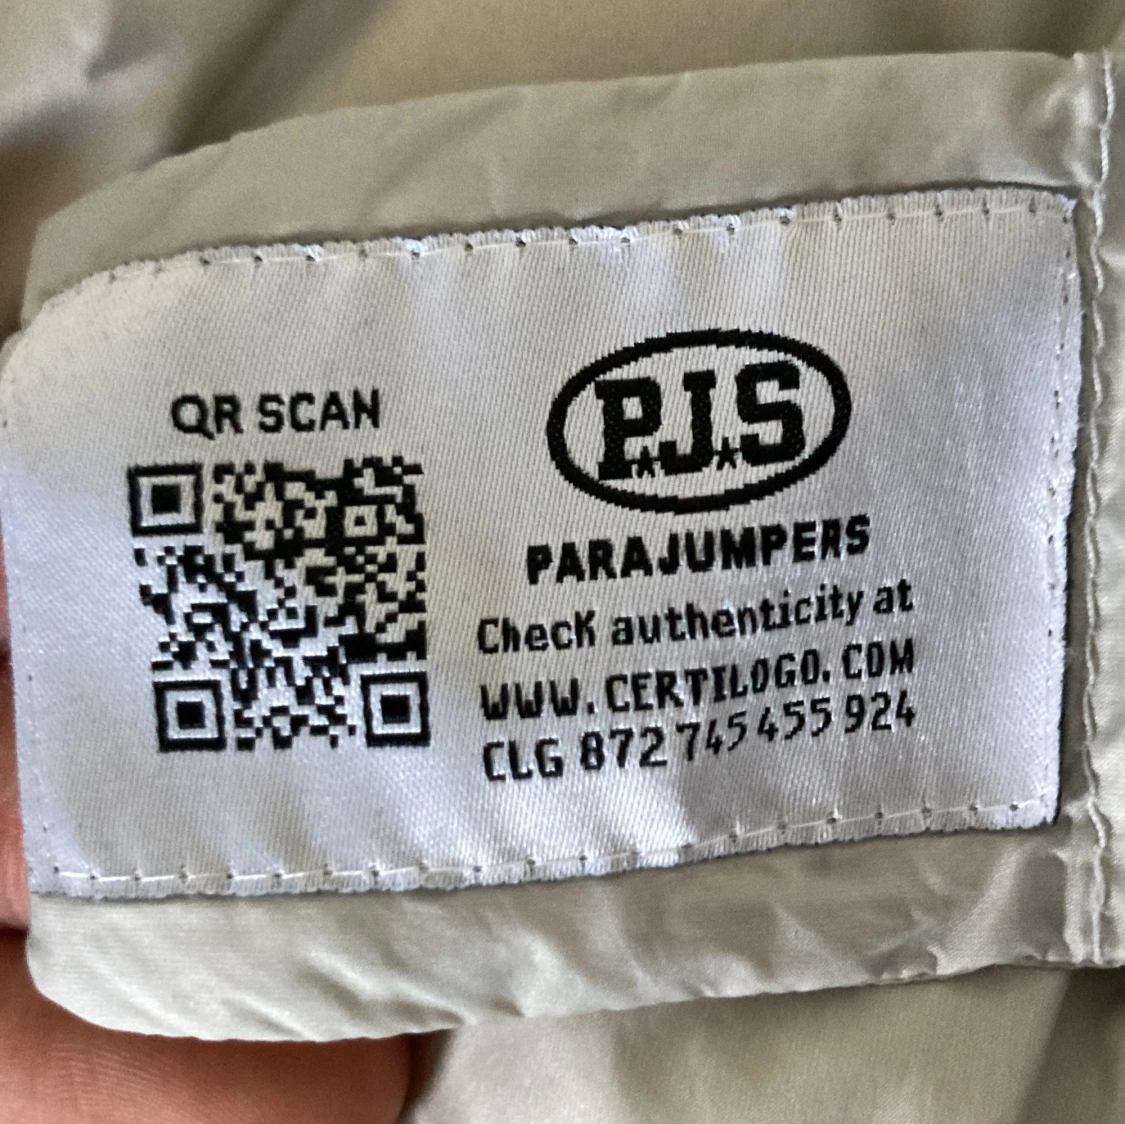 QR SCAN
P.J.S
PARAJUMPERS
Check authenticity at
WWW.CERTILOGO.COM
CLG 872 745 455 924